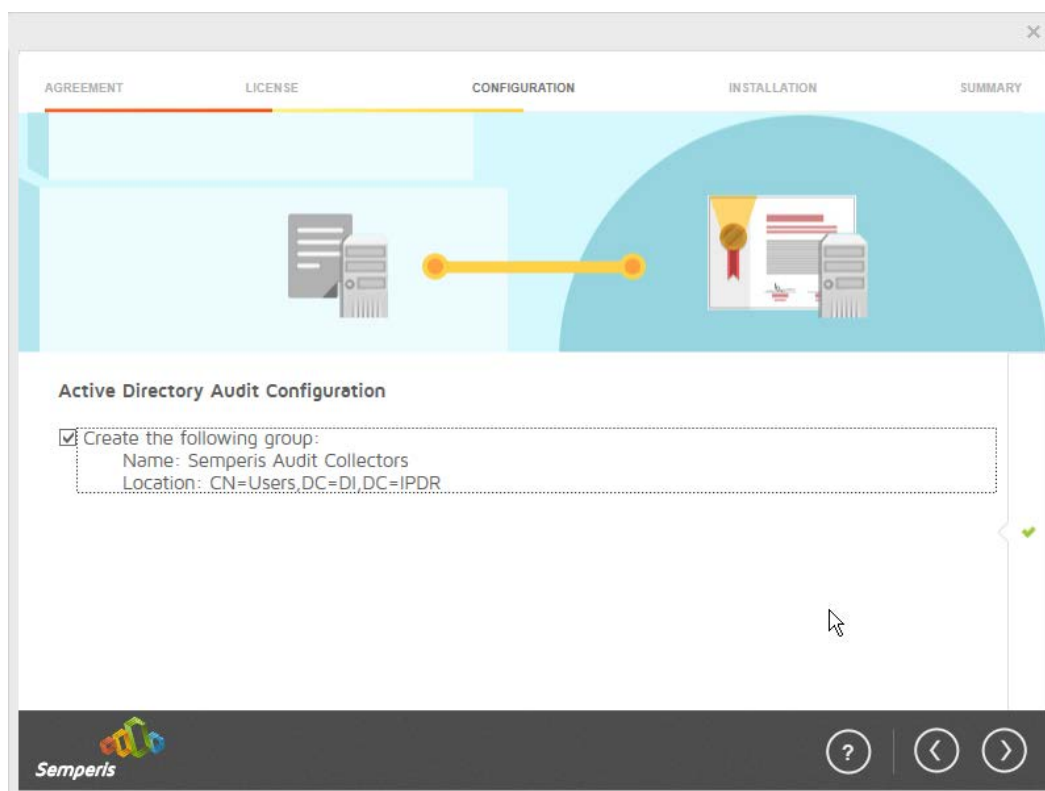 AGREEMENT LICENSE CONFIGURATION INSTALLATION SUMMARY
Active Directory Audit Configuration
Create the following group:
Name: Semperis Audit Collectors
Location: CN=Users,DC=DI,DC=IPDR
Semperis
?